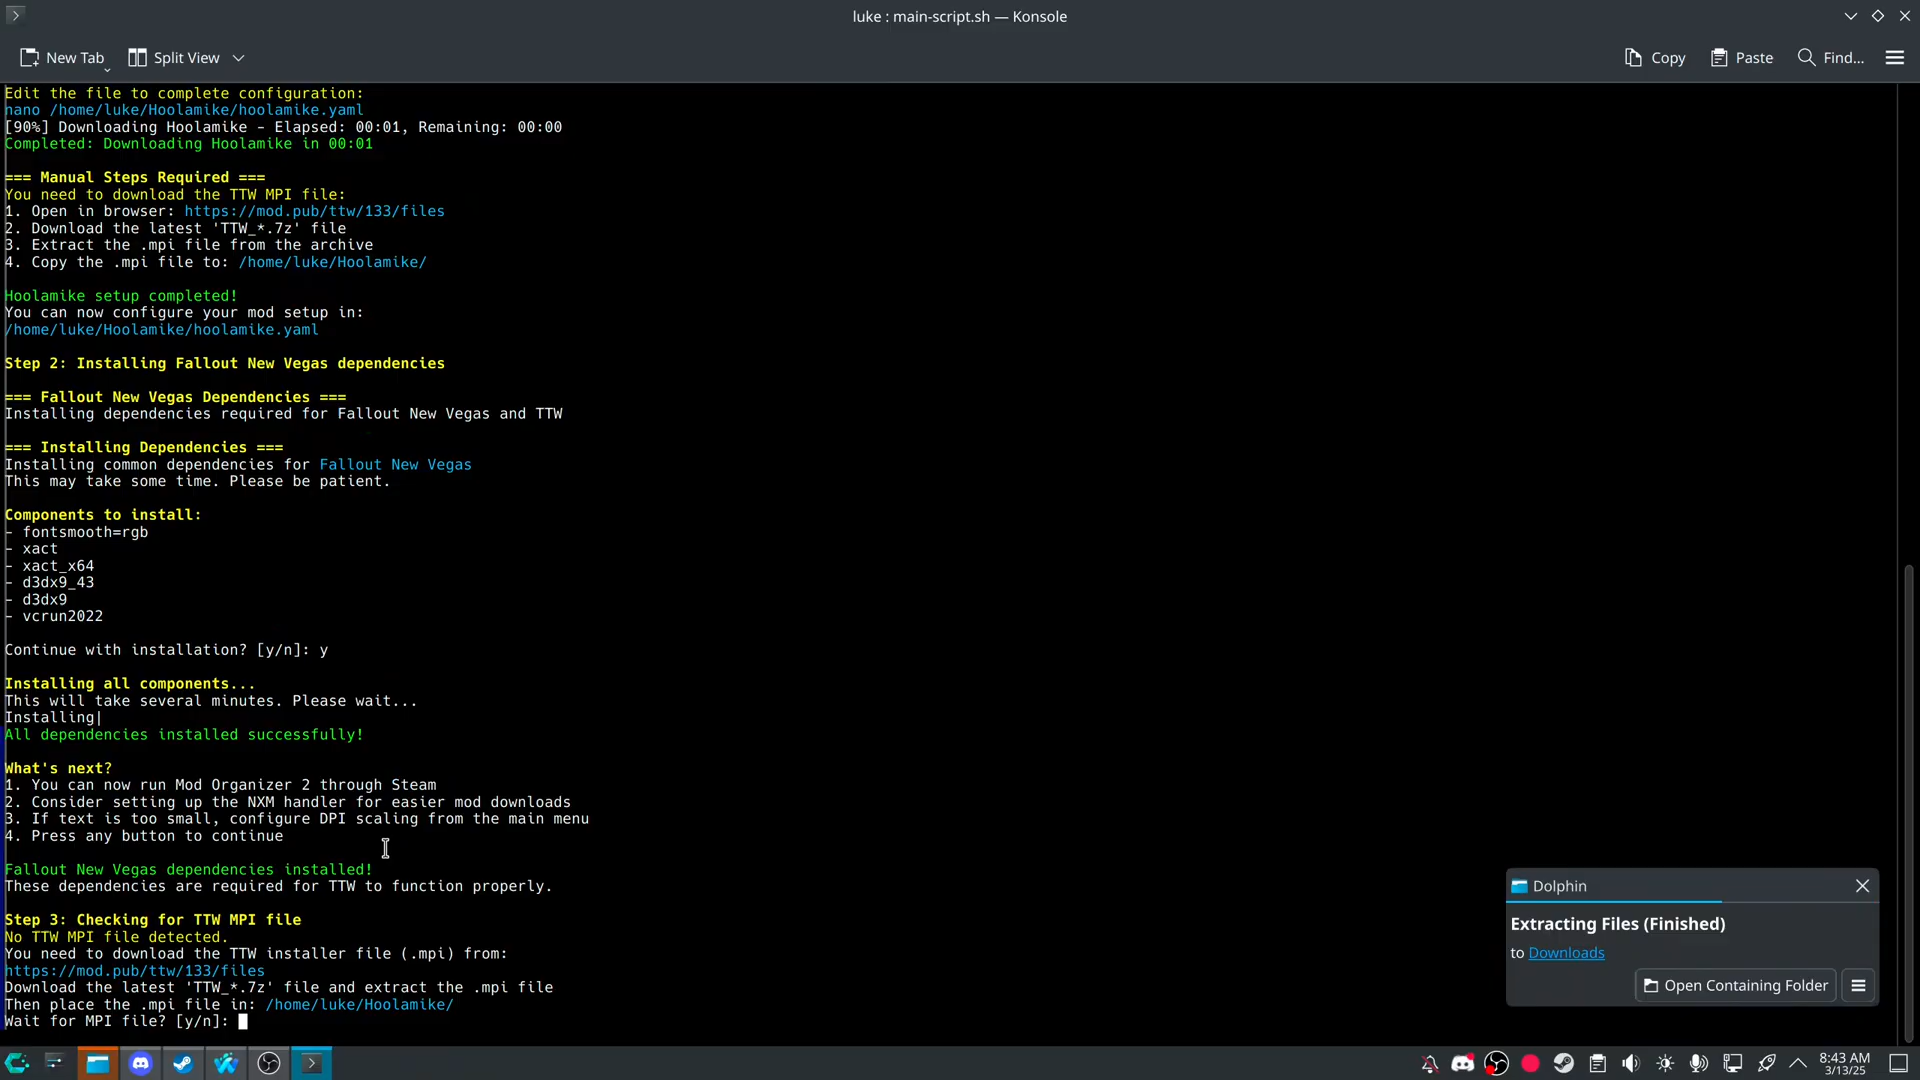 luke : main-script.sh — Konsole
New Tab
Split View
Copy
Paste
Find...
Edit the file to complete configuration:
nano /home/luke/Hoolamike/hoolamike.yaml
[90%] Downloading Hoolamike - Elapsed: 00:01, Remaining: 00:00
Completed: Downloading Hoolamike in 00:01
=== Manual Steps Required ===
You need to download the TTW MPI file:
1. Open in browser: https://mod.pub/ttw/133/files
2. Download the latest 'TTW_*.7z' file
3. Extract the .mpi file from the archive
4. Copy the .mpi file to: /home/luke/Hoolamike/
Hoolamike setup completed!
You can now configure your mod setup in:
/home/luke/Hoolamike/hoolamike.yaml
Step 2: Installing Fallout New Vegas dependencies
=== Fallout New Vegas Dependencies ===
Installing dependencies required for Fallout New Vegas and TTW
=== Installing Dependencies ===
Installing common dependencies for Fallout New Vegas
This may take some time. Please be patient.
Components to install:
- fontsmooth=rgb
- xact
- xact_x64
- d3dx9_43
- d3dx9
- vcrun2022
Continue with installation? [y/n]: y
Installing all components...
This will take several minutes. Please wait...
Installing|
All dependencies installed successfully!
What's next?
1. You can now run Mod Organizer 2 through Steam
2. Consider setting up the NXM handler for easier mod downloads
3. If text is too small, configure DPI scaling from the main menu
4. Press any button to continue
Fallout New Vegas dependencies installed!
These dependencies are required for TTW to function properly.
Step 3: Checking for TTW MPI file
No TTW MPI file detected.
You need to download the TTW installer file (.mpi) from:
https://mod.pub/ttw/133/files
Download the latest 'TTW_*.7z' file and extract the .mpi file
Then place the .mpi file in: /home/luke/Hoolamike/
Wait for MPI file? [y/n]:
Dolphin
Extracting Files (Finished)
to Downloads
Open Containing Folder
8:43 AM
3/13/25